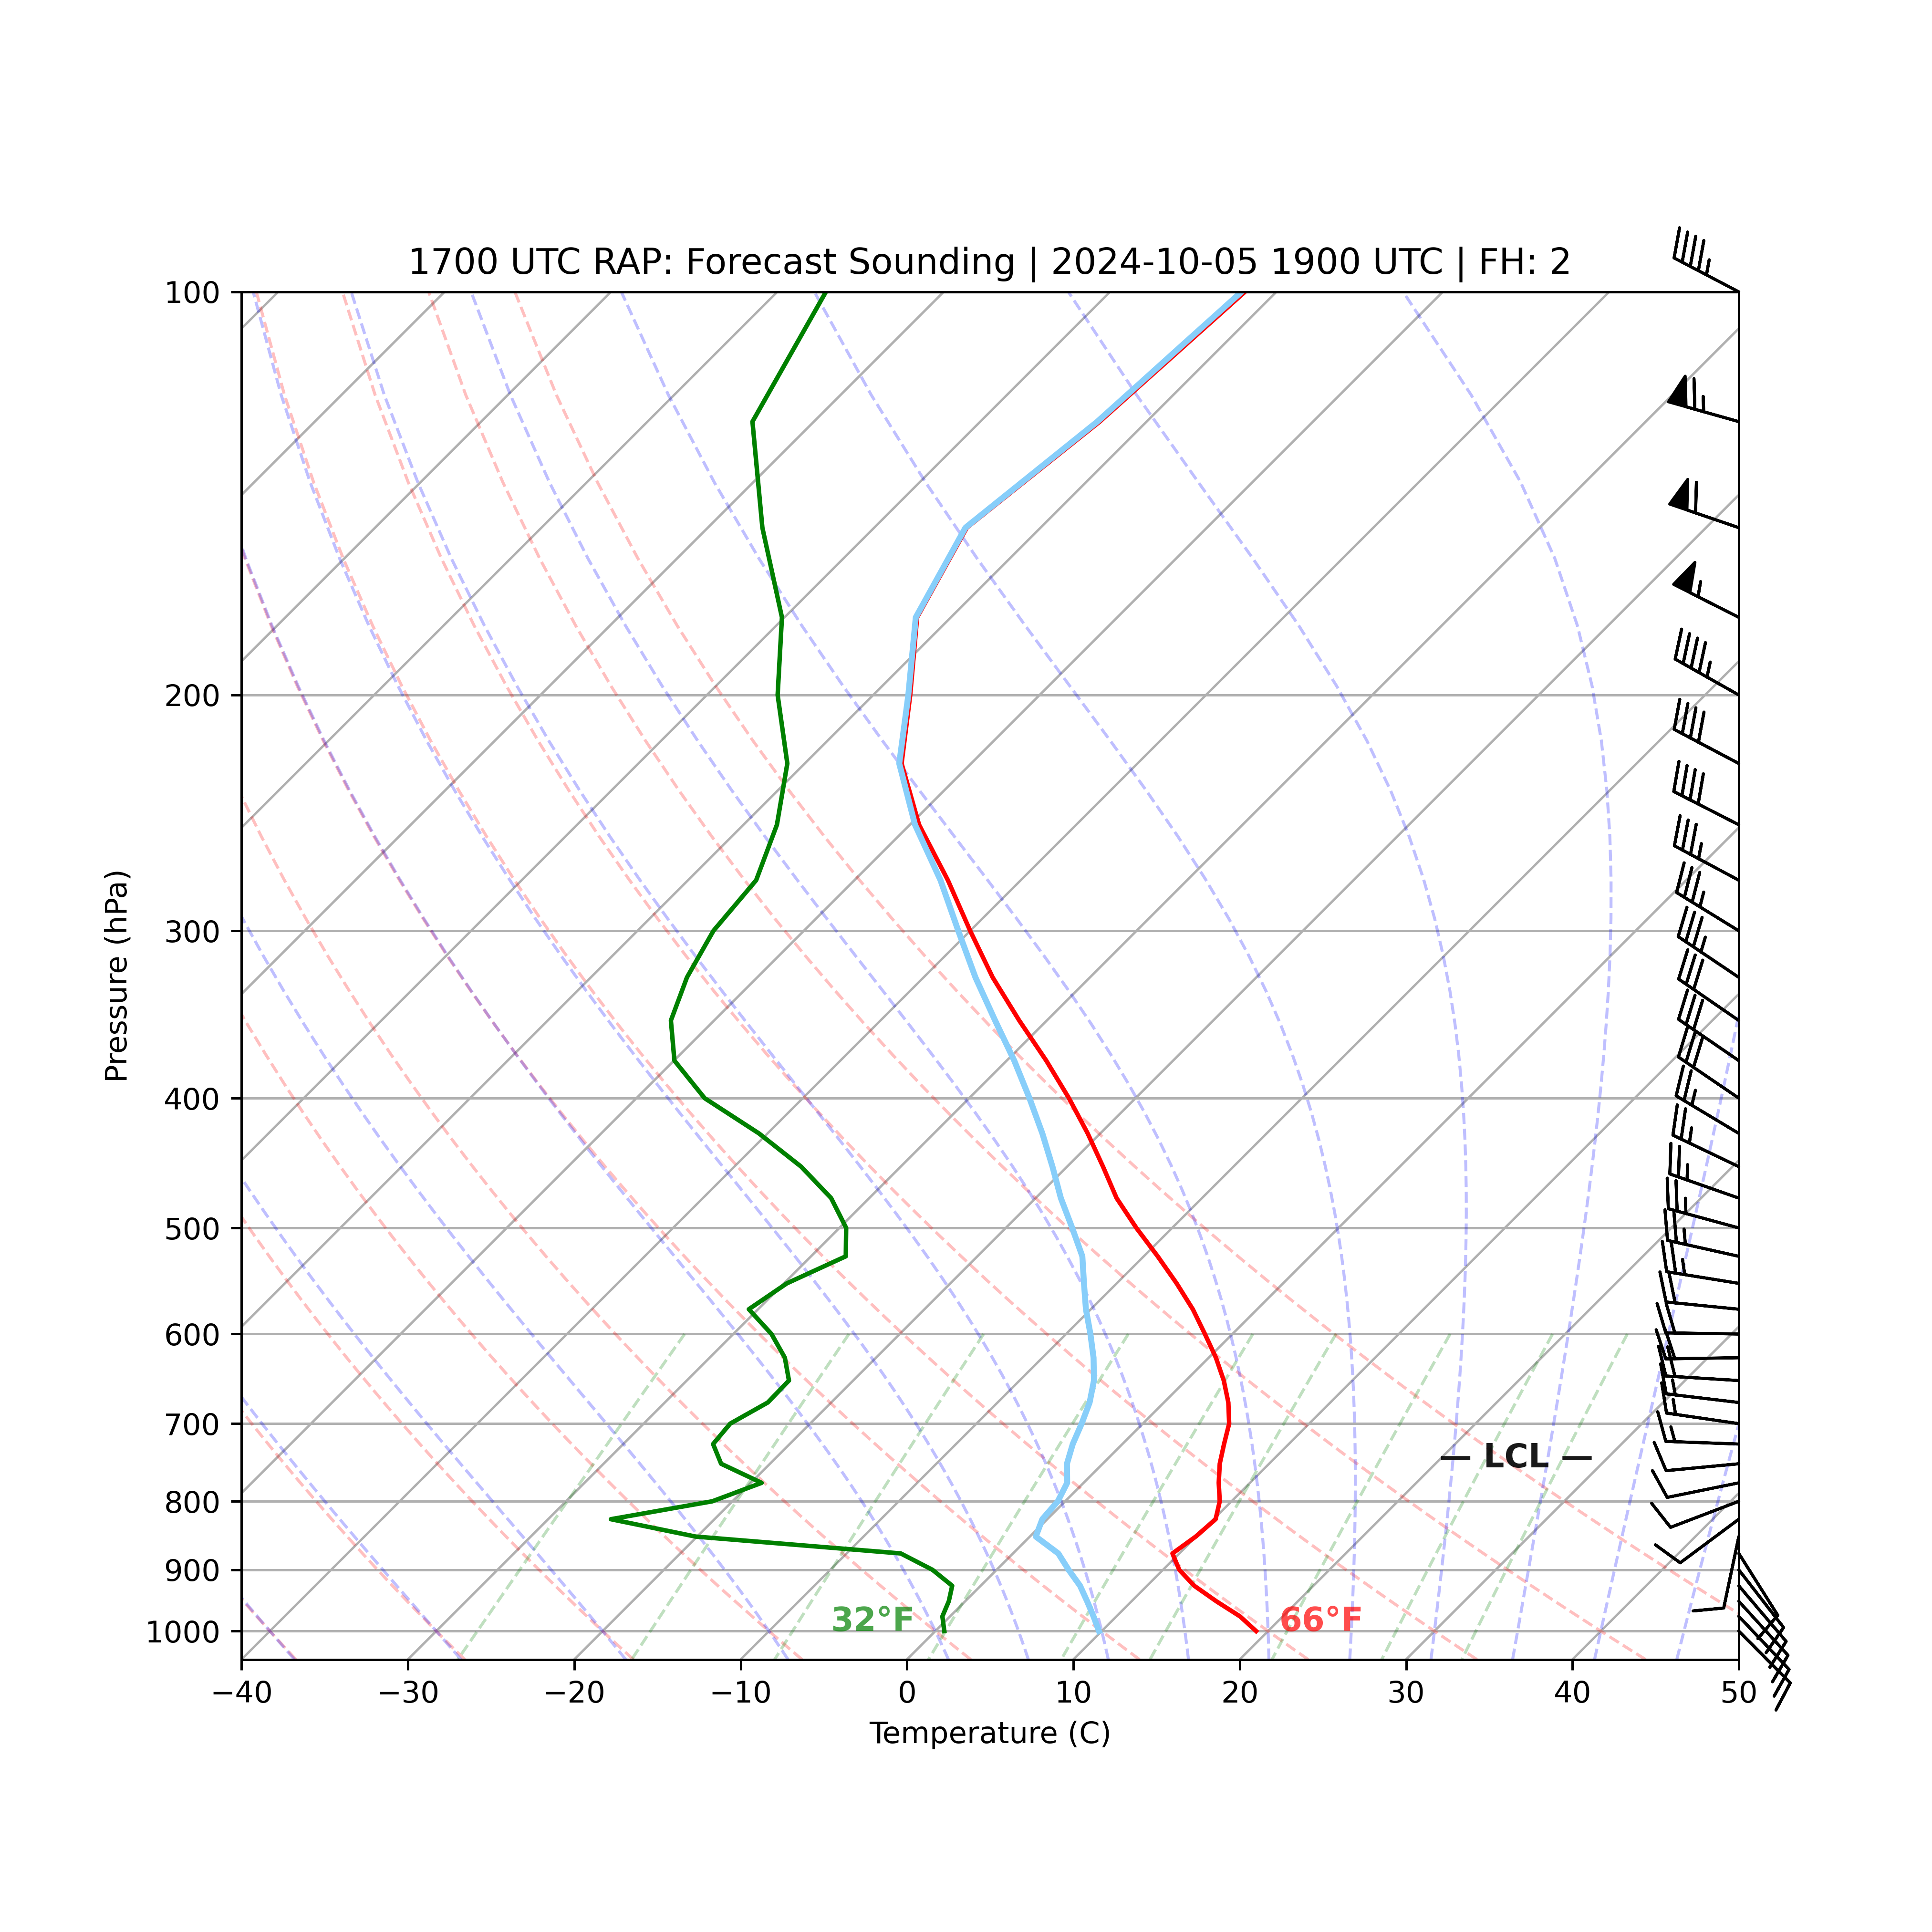 1700 UTC RAP: Forecast Sounding | 2024-10-05 1900 UTC | FH: 2
100
200
300
400
500
600
700
800
900
1000
Pressure (hPa)
— LCL —
32°F
66°F
−40 −30 −20 −10 0 10 20 30 40 50
Temperature (C)